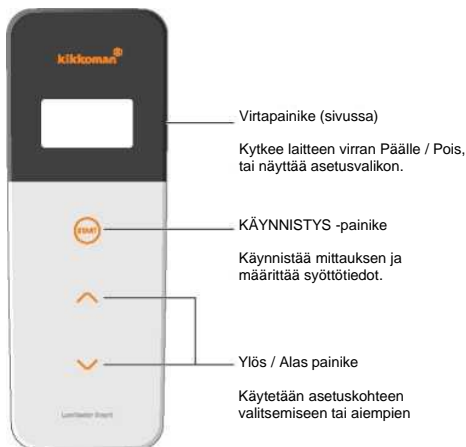 kikkoman®
Virtapainike (sivussa)
Kytkee laitteen virran Päälle / Pois,
tai näyttää asetusvalikon.
START
KÄYNNISTYS -painike
Käynnistää mittauksen ja
määrittää syöttötiedot.
Ylös / Alas painike
Käytetään asetuskohteen
valitsemiseen tai aiempien
Lumitester Smart